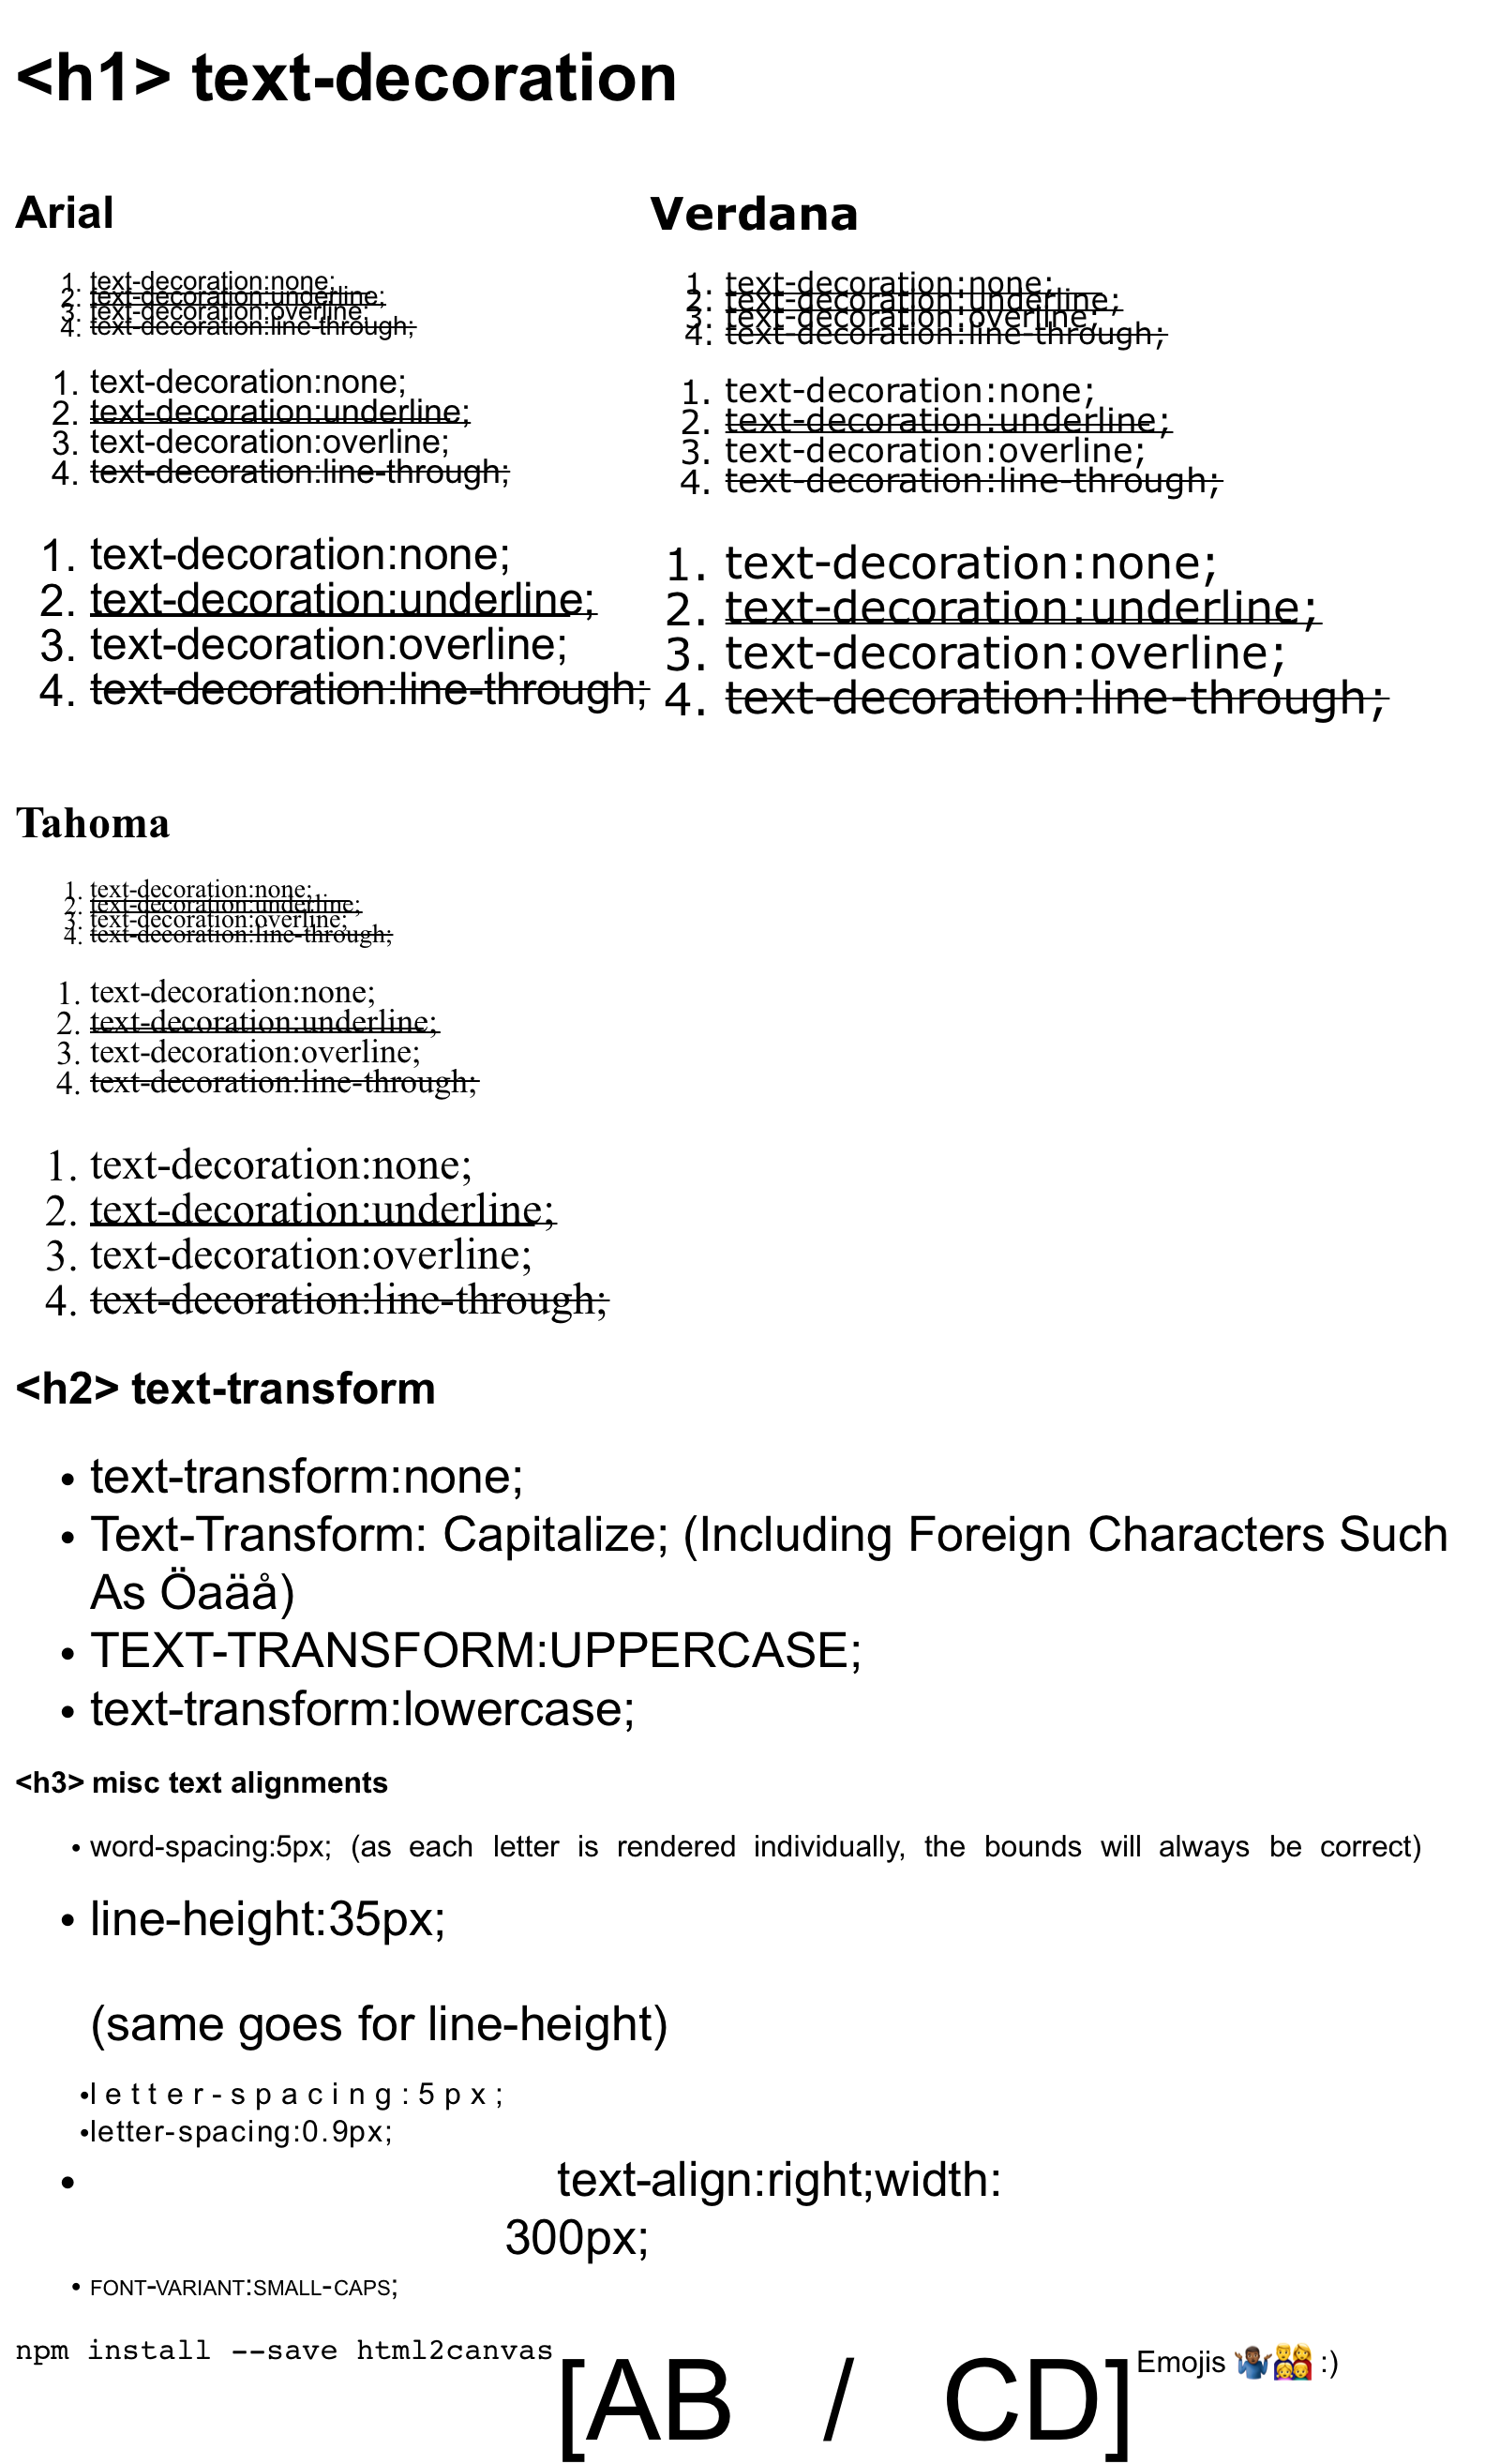 <h1> text-decoration
Arial
1. text-decoration:none;
2. text-decoration:underline;
3. text-decoration:overline;
4. text-decoration:line-through;
1. text-decoration:none;
2. text-decoration:underline;
3. text-decoration:overline;
4. text-decoration:line-through;
1. text-decoration:none;
2. text-decoration:underline;
3. text-decoration:overline;
4. text-decoration:line-through;
Verdana
1. text-decoration:none;
2. text-decoration:underline;
3. text-decoration:overline;
4. text-decoration:line-through;
1. text-decoration:none;
2. text-decoration:underline;
3. text-decoration:overline;
4. text-decoration:line-through;
1. text-decoration:none;
2. text-decoration:underline;
3. text-decoration:overline;
4. text-decoration:line-through;
Tahoma
1. text-decoration:none;
2. text-decoration:underline;
3. text-decoration:overline;
4. text-decoration:line-through;
1. text-decoration:none;
2. text-decoration:underline;
3. text-decoration:overline;
4. text-decoration:line-through;
1. text-decoration:none;
2. text-decoration:underline;
3. text-decoration:overline;
4. text-decoration:line-through;
<h2> text-transform
• text-transform:none;
• Text-Transform: Capitalize; (Including Foreign Characters Such
As Öaäå)
• TEXT-TRANSFORM:UPPERCASE;
• text-transform:lowercase;
<h3> misc text alignments
• word-spacing:5px; (as each letter is rendered individually, the bounds will always be correct)
• line-height:35px;
(same goes for line-height)
•letter-spacing:5px;
•letter-spacing:0.9px;
• text-align:right;width:
300px;
• FONT-VARIANT:SMALL-CAPS;
npm install --save html2canvas[AB / CD]Emojis 🤷🏾‍♂️👨‍👩‍👧‍👦 :)